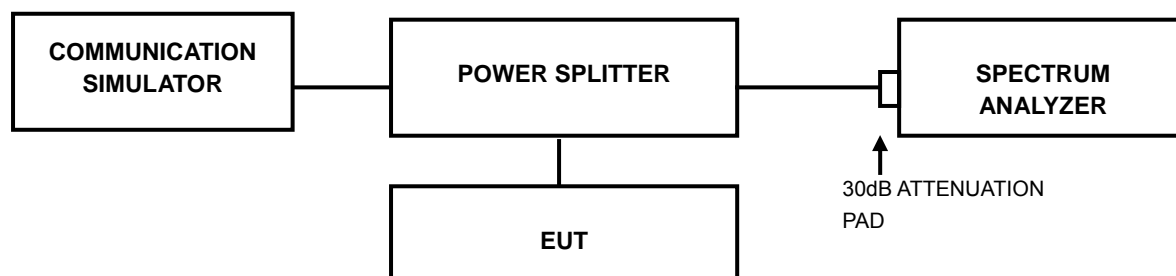 COMMUNICATION
SIMULATOR
POWER SPLITTER
SPECTRUM
ANALYZER
30dB ATTENUATION
PAD
EUT